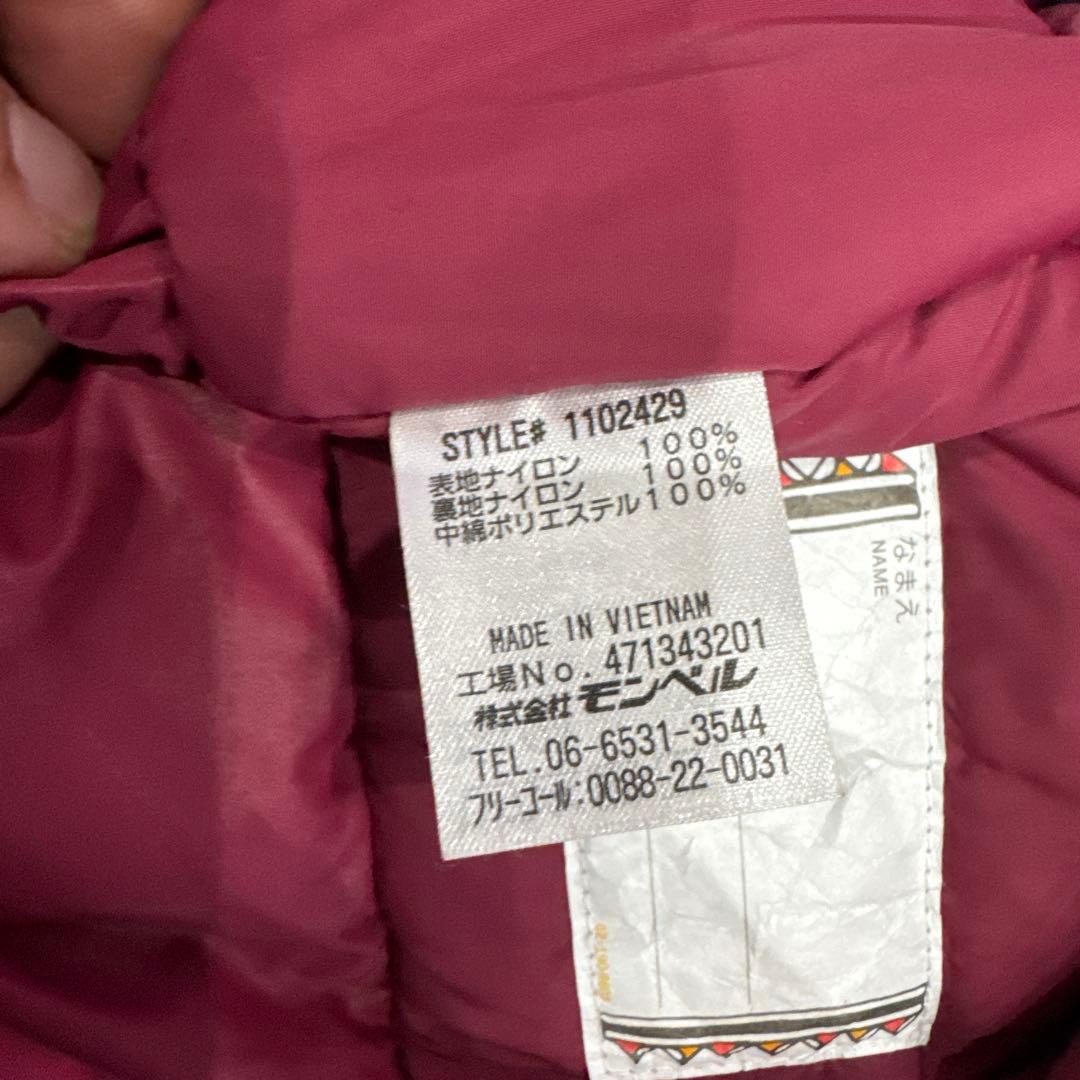 STYLE# 1102429
表地ナイロン 100%
裏地ナイロン 100%
中綿ポリエステル100%
MADE IN VIETNAM
工場No.471343201
株式会社モンベル
TEL.06-6531-3544
フリーコール:0088-22-0031
なまえ
NAME